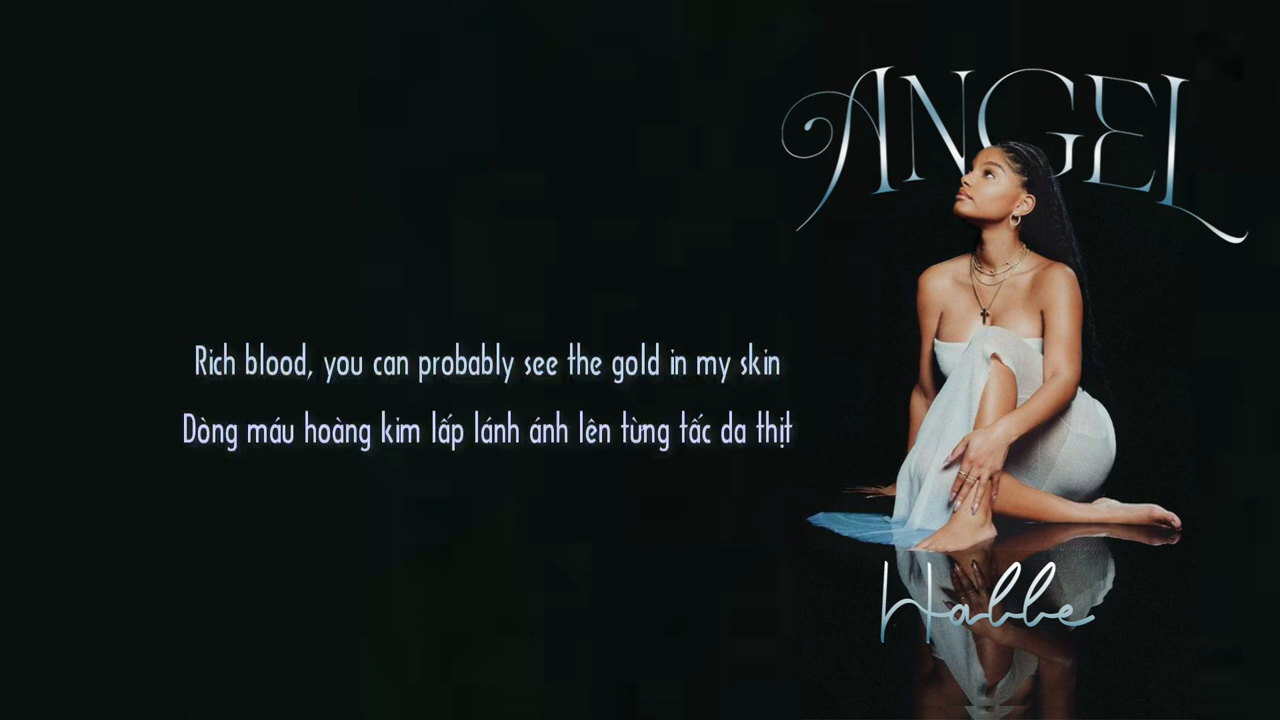 ANGEL
Rich blood, you can probably see the gold in my skin
Dòng máu hoàng kim lấp lánh ánh lên từng tấc da thịt
Halle